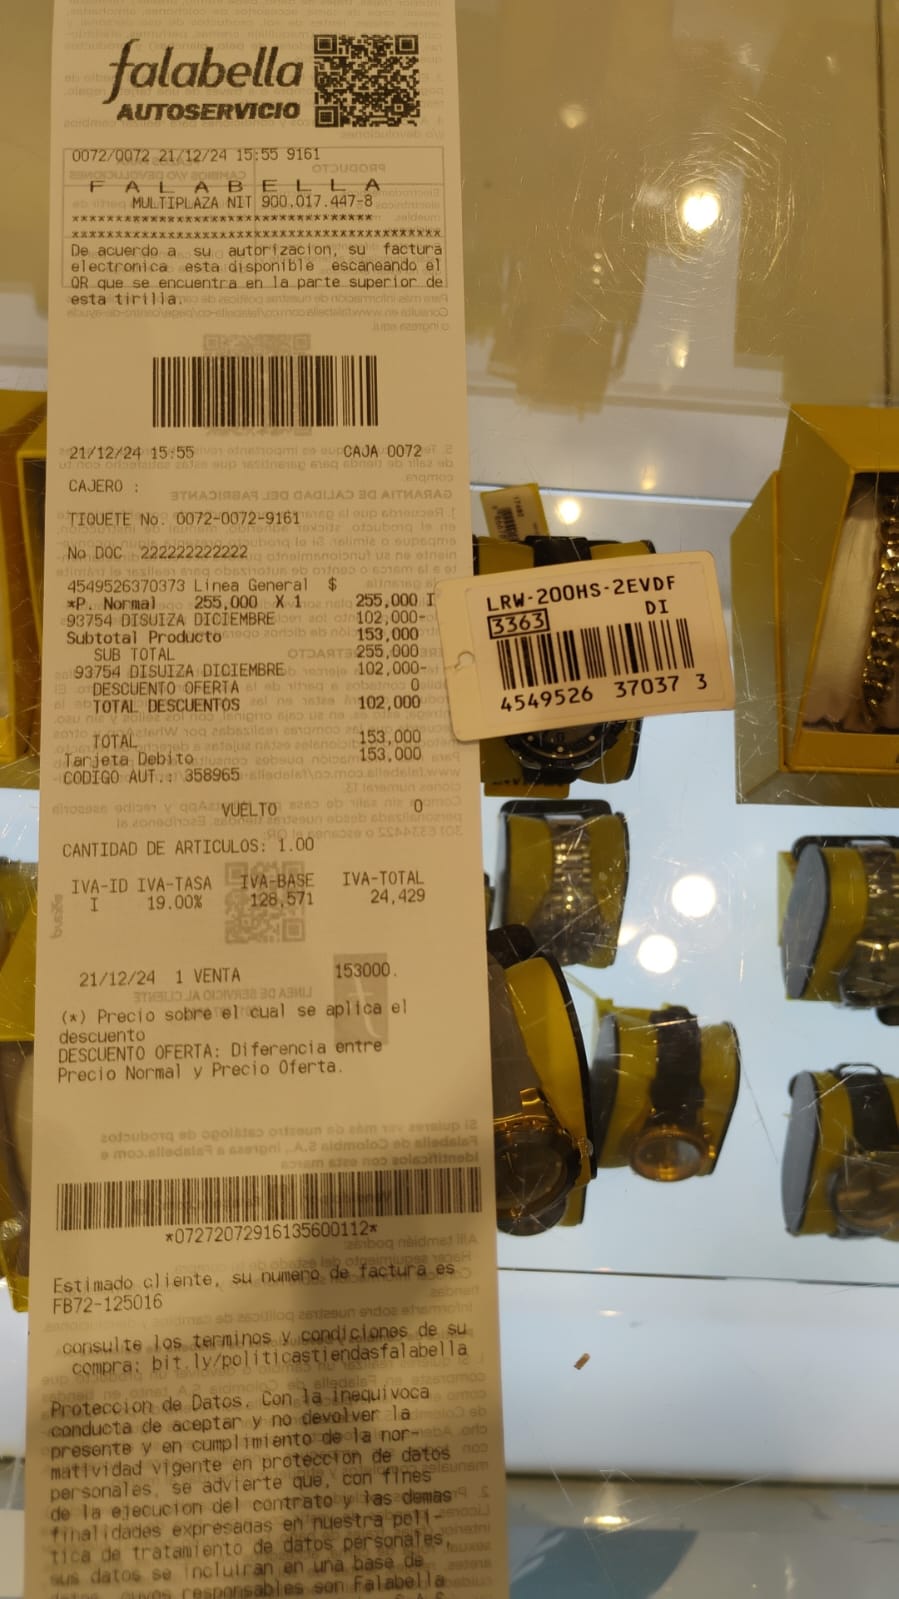 falabella
AUTOSERVICIO
0072/0072 21/12/24 15:55 9161
F A L A B E L L A
MULTIPLAZA NIT 900.017.447-8
****************************************
*************************************************
De acuerdo a su autorizacion, su factura
electronica esta disponible escaneando el
QR que se encuentra en la parte superior de
esta tirilla.
21/12/24 15:55 CAJA 0072
CAJERO :
TIQUETE No. 0072-0072-9161
No DOC 222222222222
4549526370373 Linea General $
*P. Normal 255,000 X 1 255,000 I
93754 DISUIZA DICIEMBRE 102,000-
Subtotal Producto 153,000
SUB TOTAL 255,000
93754 DISUIZA DICIEMBRE 102,000-
DESCUENTO OFERTA 0
TOTAL DESCUENTOS 102,000
TOTAL 153,000
Tarjeta Debito 153,000
CODIGO AUT.: 358965
VUELTO 0
CANTIDAD DE ARTICULOS: 1.00
IVA-ID IVA-TASA IVA-BASE IVA-TOTAL
I 19.00% 128,571 24,429
21/12/24 1 VENTA 153000.
(*) Precio sobre el cual se aplica el
descuento
DESCUENTO OFERTA: Diferencia entre
Precio Normal y Precio Oferta.
*07272072916135600112*
Estimado cliente, su numero de factura es
FB72-125016
consulte los terminos y condiciones de su
compra: bit.ly/politicastiendasfalabella
Proteccion de Datos. Con la inequivoca
conducta de aceptar y no devolver la
presente y en cumplimiento de la nor-
matividad vigente en proteccion de datos
personales, se advierte que, con fines
de la ejecucion del contrato y las demas
finalidades expresadas en nuestra poli-
tica de tratamiento de datos personales,
sus datos se incluiran en una base de
datos, cuyos responsables son Falabella
LRW-200HS-2EVDF
3363 DI
4549526 37037 3